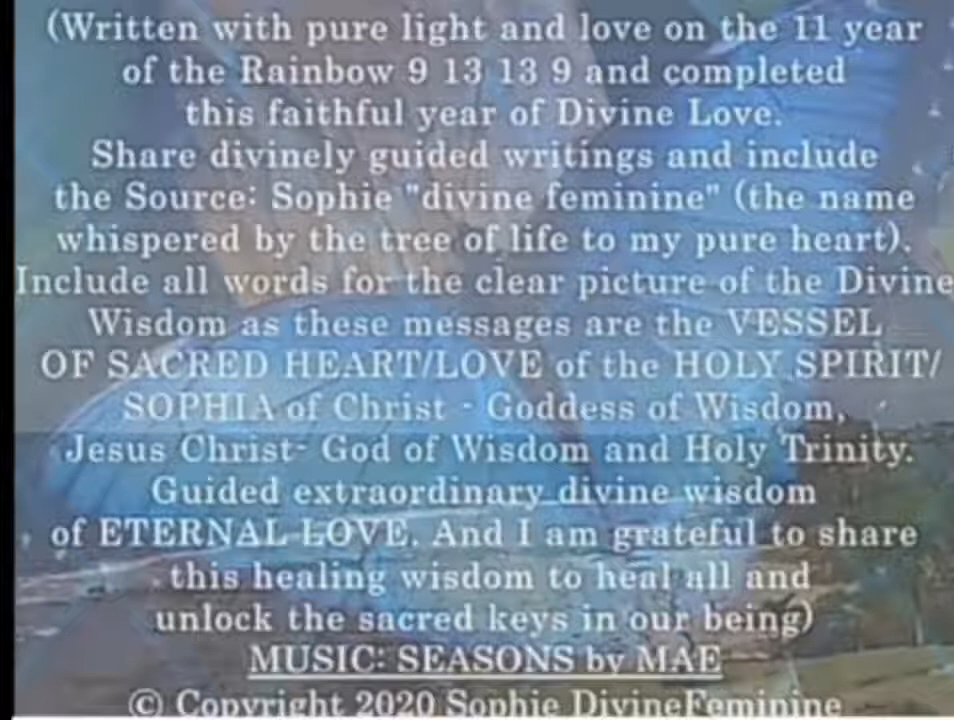 (Written with pure light and love on the 11 year
of the Rainbow 9 13 13 9 and completed
this faithful year of Divine Love.
Share divinely guided writings and include
the Source: Sophie "divine feminine" (the name
whispered by the tree of life to my pure heart).
Include all words for the clear picture of the Divine
Wisdom as these messages are the VESSEL
OF SACRED HEART/LOVE of the HOLY SPIRIT/
SOPHIA of Christ - Goddess of Wisdom,
Jesus Christ- God of Wisdom and Holy Trinity.
Guided extraordinary divine wisdom
of ETERNAL LOVE. And I am grateful to share
this healing wisdom to heal all and
unlock the sacred keys in our being)
MUSIC: SEASONS by MAE
© Copyright 2020 Sophie DivineFeminine